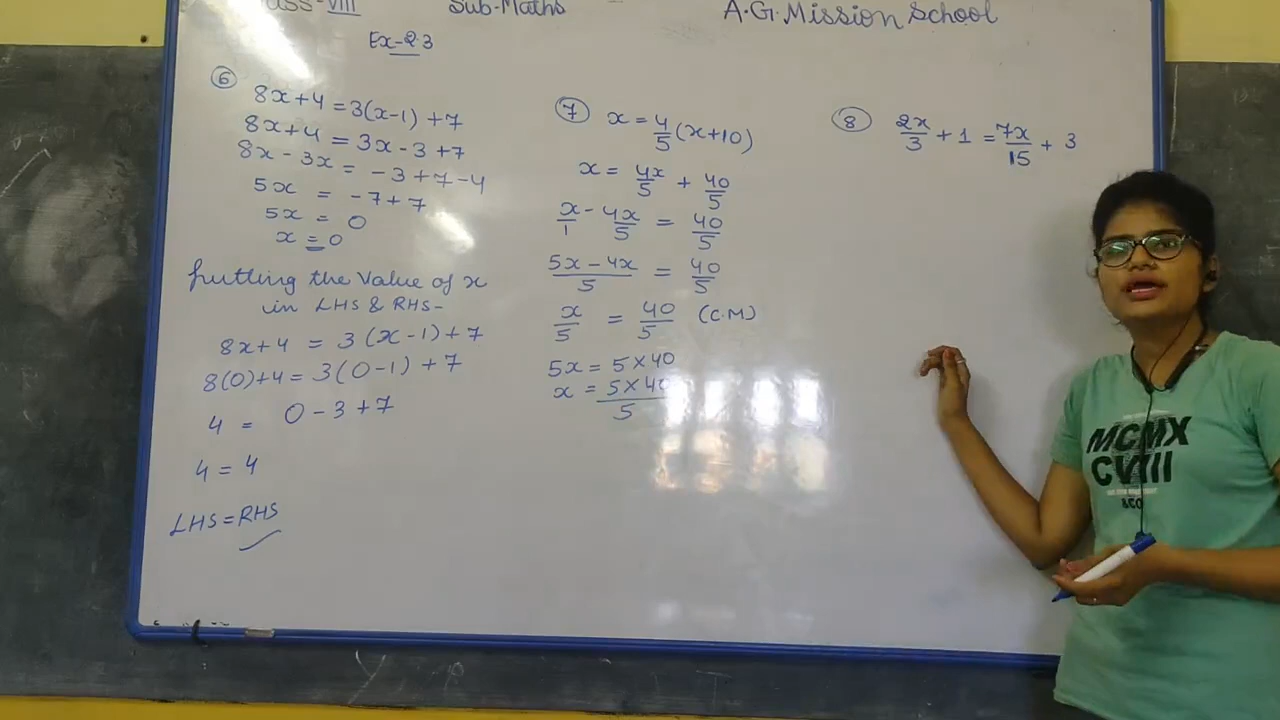 ASS-VIII Sub-Maths A.G. Mission School
Ex-2.3
6 8x+4 = 3(x-1) + 7
8x+4 = 3x-3+7
8x - 3x = -3+7-4
5x = -7+7
5x = 0
x = 0
Putting the Value of x
in LHS & RHS-
8x+4 = 3(x-1)+7
8(0)+4 = 3(0-1)+7
4 = 0-3+7
4 = 4
LHS = RHS
7 x = 4/5 (x+10)
x = 4x/5 + 40/5
x/1 - 4x/5 = 40/5
5x-4x/5 = 40/5
x/5 = 40/5 (C.M)
5x = 5×40
x = 5×40/5
8 2x/3 + 1 = 7x/15 + 3
MCMX
CVIII